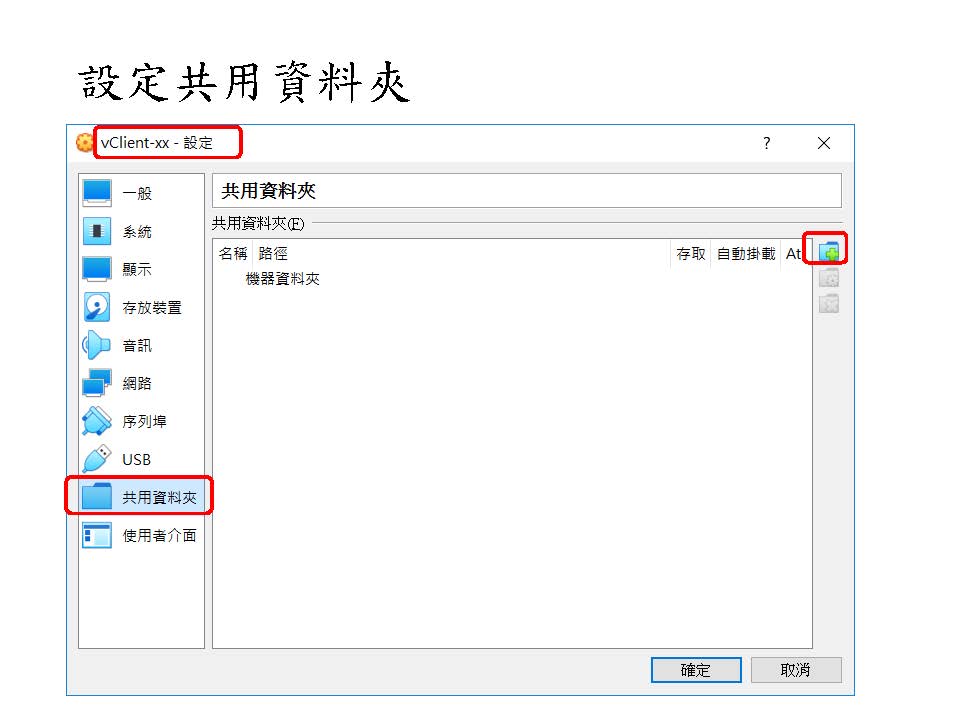 設定共用資料夾
vClient-xx - 設定
?
一般
系統
顯示
存放裝置
音訊
網路
序列埠
USB
共用資料夾
使用者介面
共用資料夾
共用資料夾(F)
名稱 路徑 存取 自動掛載 At
機器資料夾
確定 取消